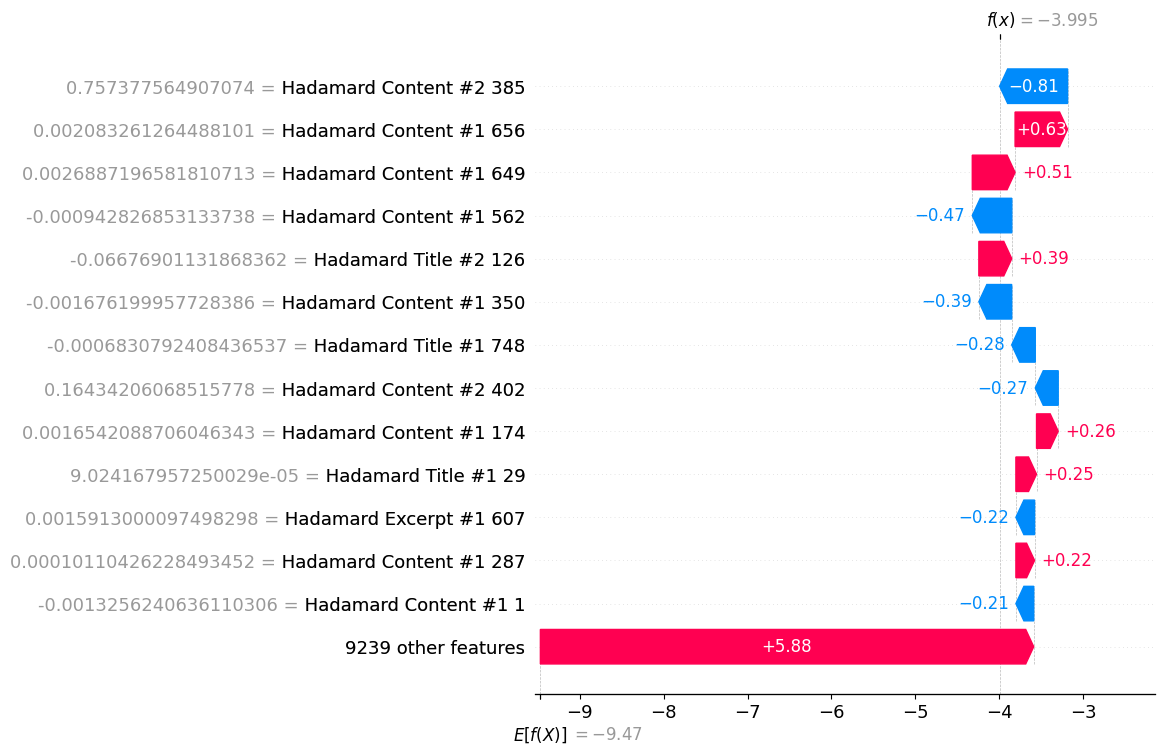 f(x) = −3.995
0.757377564907074 = Hadamard Content #2 385 −0.81
0.002083261264488101 = Hadamard Content #1 656 +0.63
0.0026887196581810713 = Hadamard Content #1 649 +0.51
-0.000942826853133738 = Hadamard Content #1 562 −0.47
-0.06676901131868362 = Hadamard Title #2 126 +0.39
-0.001676199957728386 = Hadamard Content #1 350 −0.39
-0.0006830792408436537 = Hadamard Title #1 748 −0.28
0.16434206068515778 = Hadamard Content #2 402 −0.27
0.0016542088706046343 = Hadamard Content #1 174 +0.26
9.024167957250029e-05 = Hadamard Title #1 29 +0.25
0.0015913000097498298 = Hadamard Excerpt #1 607 −0.22
0.00010110426228493452 = Hadamard Content #1 287 +0.22
-0.0013256240636110306 = Hadamard Content #1 1 −0.21
9239 other features +5.88
−9 −8 −7 −6 −5 −4 −3
E[f(X)] = −9.47